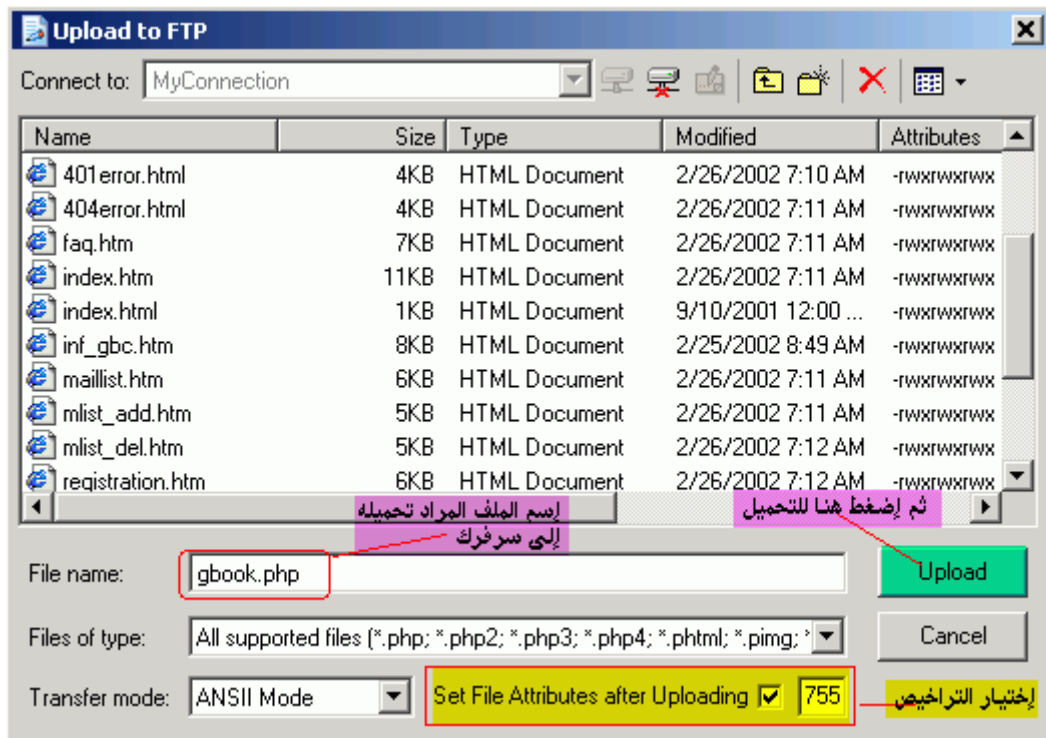 Upload to FTP
Connect to: MyConnection
Name Size Type Modified Attributes
401error.html 4KB HTML Document 2/26/2002 7:10 AM -rwxrwxrwx
404error.html 4KB HTML Document 2/26/2002 7:11 AM -rwxrwxrwx
faq.htm 7KB HTML Document 2/26/2002 7:11 AM -rwxrwxrwx
index.htm 11KB HTML Document 2/26/2002 7:11 AM -rwxrwxrwx
index.html 1KB HTML Document 9/10/2001 12:00 ... -rwxrwxrwx
inf_gbc.htm 8KB HTML Document 2/25/2002 8:49 AM -rwxrwxrwx
maillist.htm 6KB HTML Document 2/26/2002 7:11 AM -rwxrwxrwx
mlist_add.htm 5KB HTML Document 2/26/2002 7:11 AM -rwxrwxrwx
mlist_del.htm 5KB HTML Document 2/26/2002 7:12 AM -rwxrwxrwx
registration.htm 6KB HTML Document 2/26/2002 7:12 AM -rwxrwxrwx
إسم الملف المراد تحميله
إلى سرفرك
ثم إضغط هنا للتحميل
File name: gbook.php Upload
Files of type: All supported files (*.php; *.php2; *.php3; *.php4; *.phtml; *.pimg; * Cancel
Transfer mode: ANSII Mode Set File Attributes after Uploading 755 إختيار التراخيص